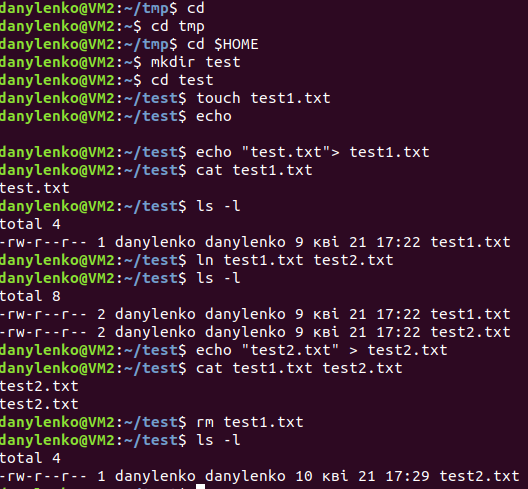 danylenko@VM2:~/tmp$ cd
danylenko@VM2:~$ cd tmp
danylenko@VM2:~/tmp$ cd $HOME
danylenko@VM2:~$ mkdir test
danylenko@VM2:~$ cd test
danylenko@VM2:~/test$ touch test1.txt
danylenko@VM2:~/test$ echo

danylenko@VM2:~/test$ echo "test.txt"> test1.txt
danylenko@VM2:~/test$ cat test1.txt
test.txt
danylenko@VM2:~/test$ ls -l
total 4
-rw-r--r-- 1 danylenko danylenko 9 кві 21 17:22 test1.txt
danylenko@VM2:~/test$ ln test1.txt test2.txt
danylenko@VM2:~/test$ ls -l
total 8
-rw-r--r-- 2 danylenko danylenko 9 кві 21 17:22 test1.txt
-rw-r--r-- 2 danylenko danylenko 9 кві 21 17:22 test2.txt
danylenko@VM2:~/test$ echo "test2.txt" > test2.txt
danylenko@VM2:~/test$ cat test1.txt test2.txt
test2.txt
test2.txt
danylenko@VM2:~/test$ rm test1.txt
danylenko@VM2:~/test$ ls -l
total 4
-rw-r--r-- 1 danylenko danylenko 10 кві 21 17:29 test2.txt